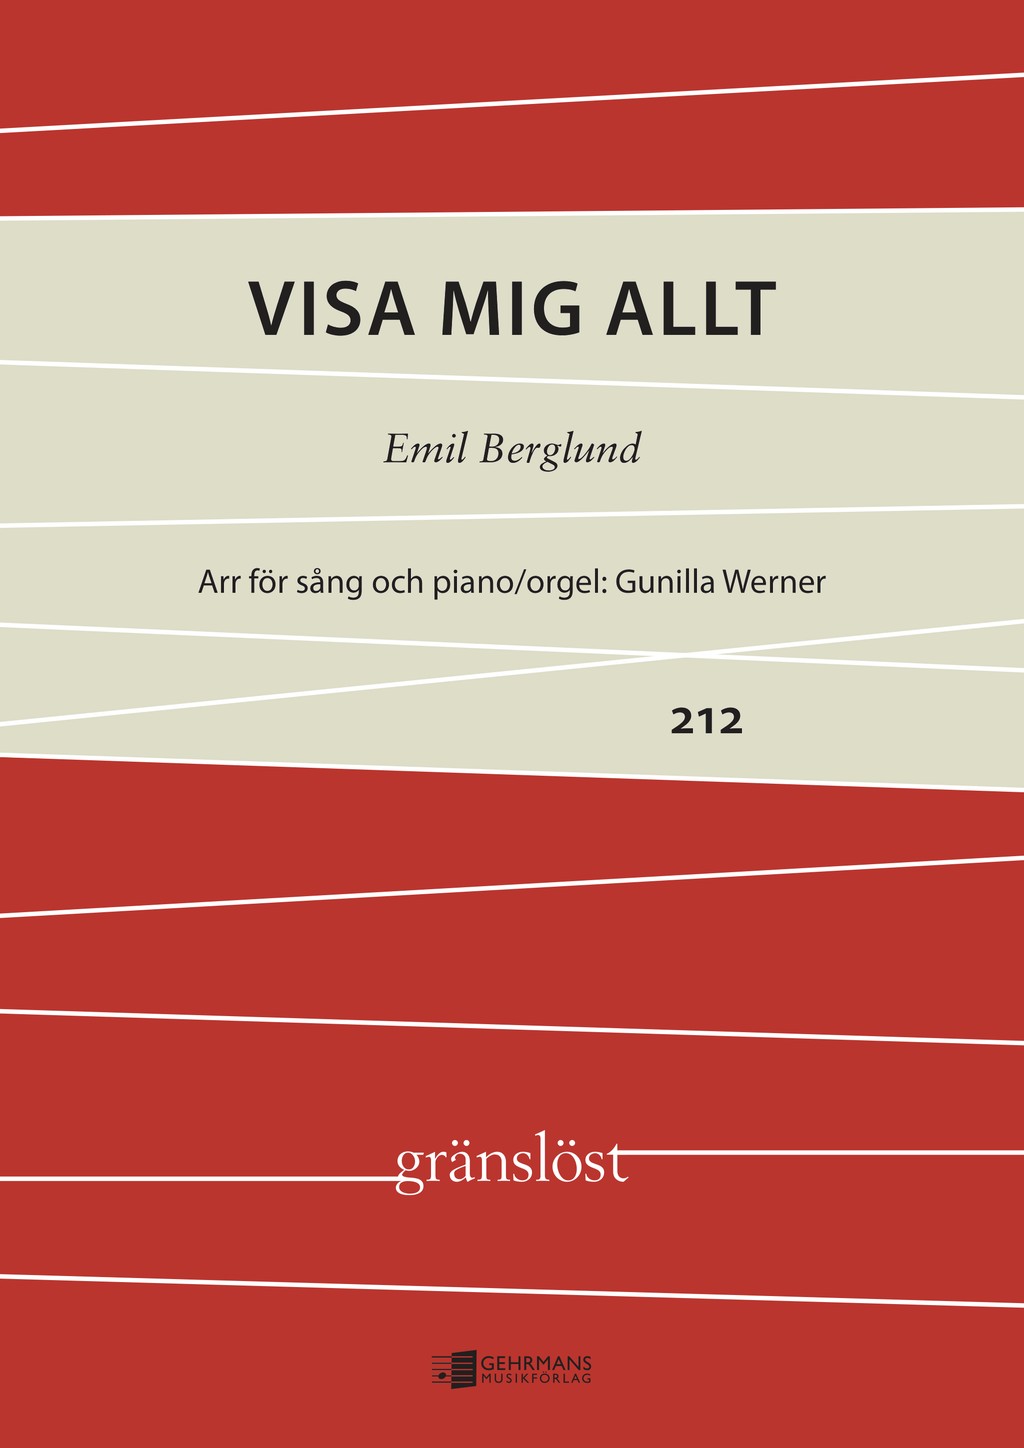 VISA MIG ALLT
Emil Berglund
Arr för sång och piano/orgel: Gunilla Werner
212
gränslöst
GEHRMANS
MUSIKFÖRLAG